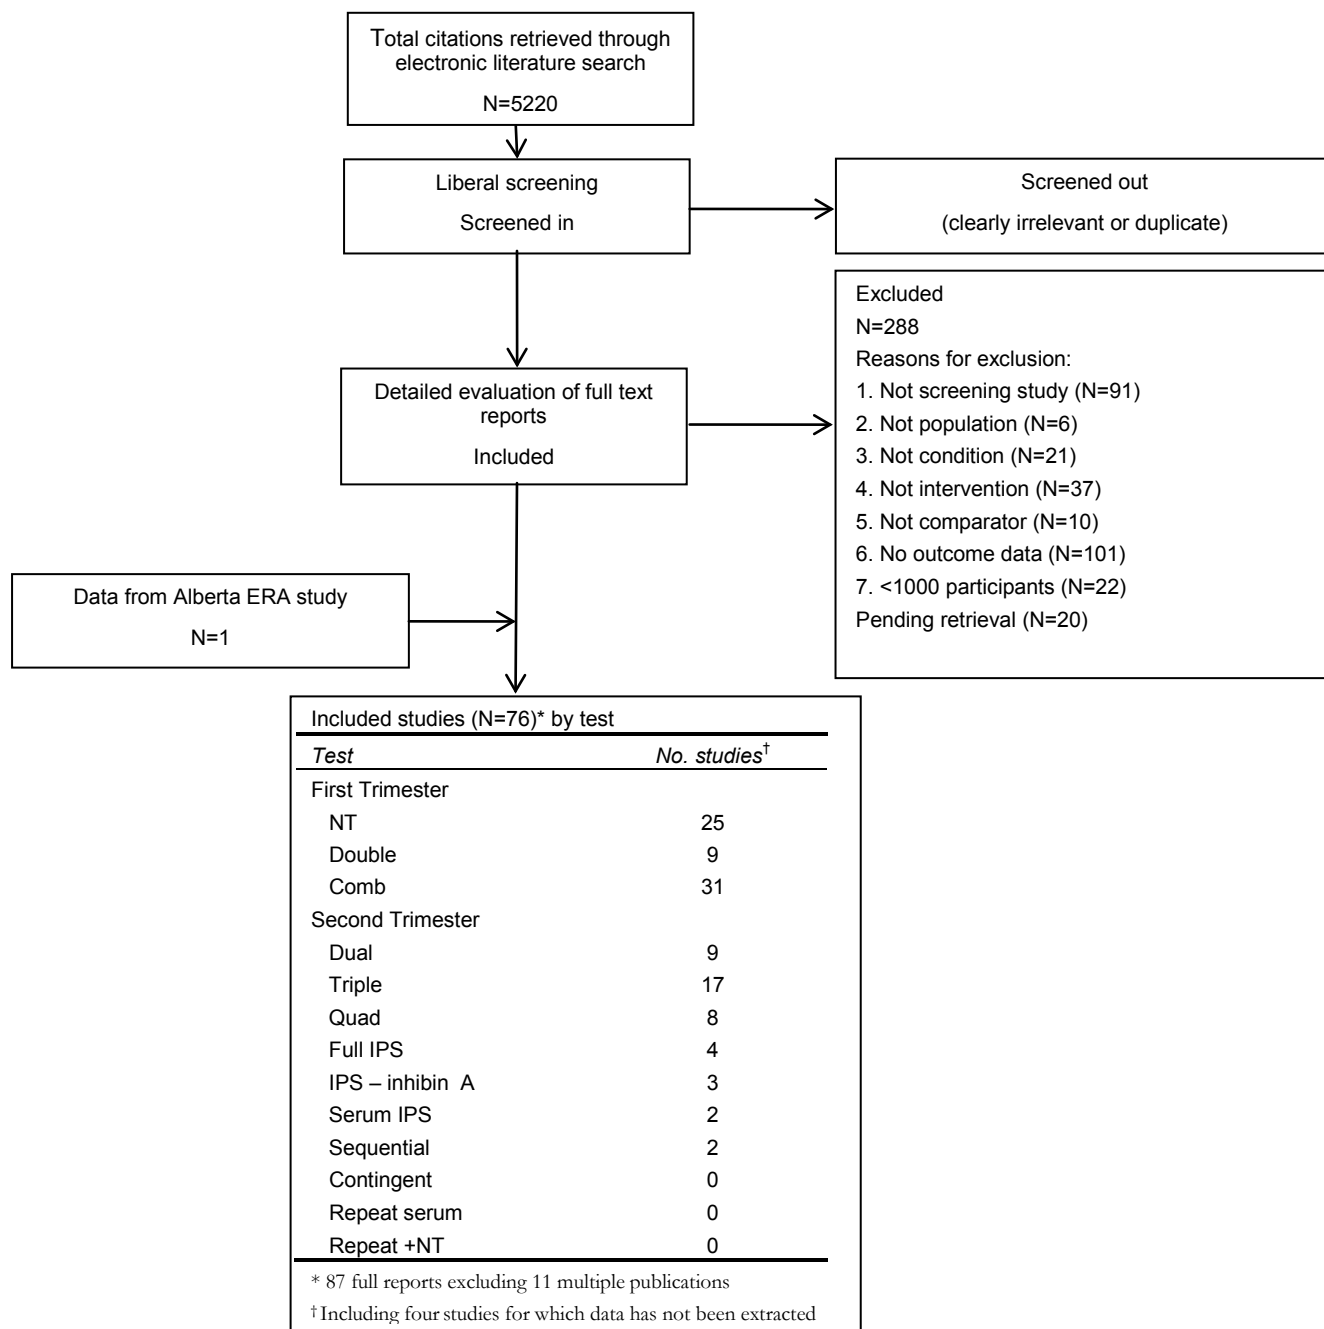 Total citations retrieved through
electronic literature search
N=5220
Liberal screening
Screened in
Screened out
(clearly irrelevant or duplicate)
Detailed evaluation of full text
reports
Included
Excluded
N=288
Reasons for exclusion:
1. Not screening study (N=91)
2. Not population (N=6)
3. Not condition (N=21)
4. Not intervention (N=37)
5. Not comparator (N=10)
6. No outcome data (N=101)
7. <1000 participants (N=22)
Pending retrieval (N=20)
Data from Alberta ERA study
N=1
Included studies (N=76)* by test
Test No. studies†
First Trimester
NT 25
Double 9
Comb 31
Second Trimester
Dual 9
Triple 17
Quad 8
Full IPS 4
IPS – inhibin A 3
Serum IPS 2
Sequential 2
Contingent 0
Repeat serum 0
Repeat +NT 0
* 87 full reports excluding 11 multiple publications
† Including four studies for which data has not been extracted